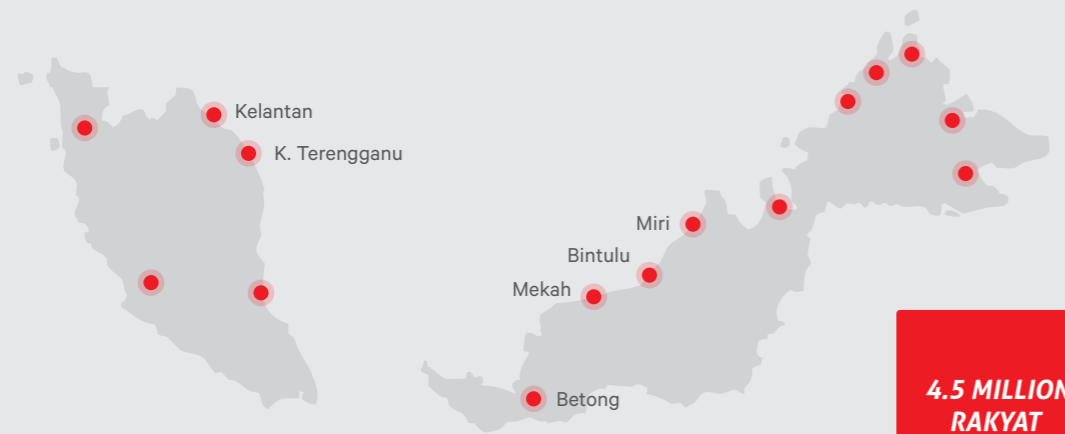 Kelantan
K. Terengganu
Miri
Bintulu
Mekah
Betong
4.5 MILLION
RAKYAT